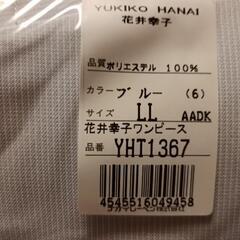 YUKIKO HANAI
花井幸子
品質 ポリエステル 100%
カラー ブルー (6)
サイズ LL AADK
花井幸子ワンピース
品番 YHT1367
4545516049458